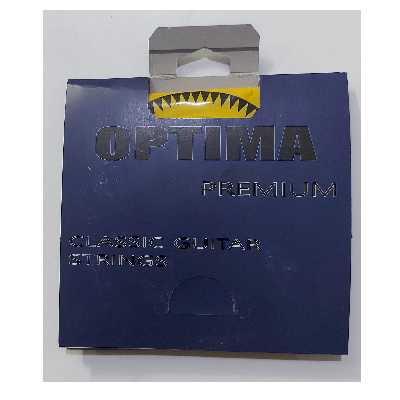 OPTIMA
PREMIUM
CLASSIC GUITAR
STRINGS